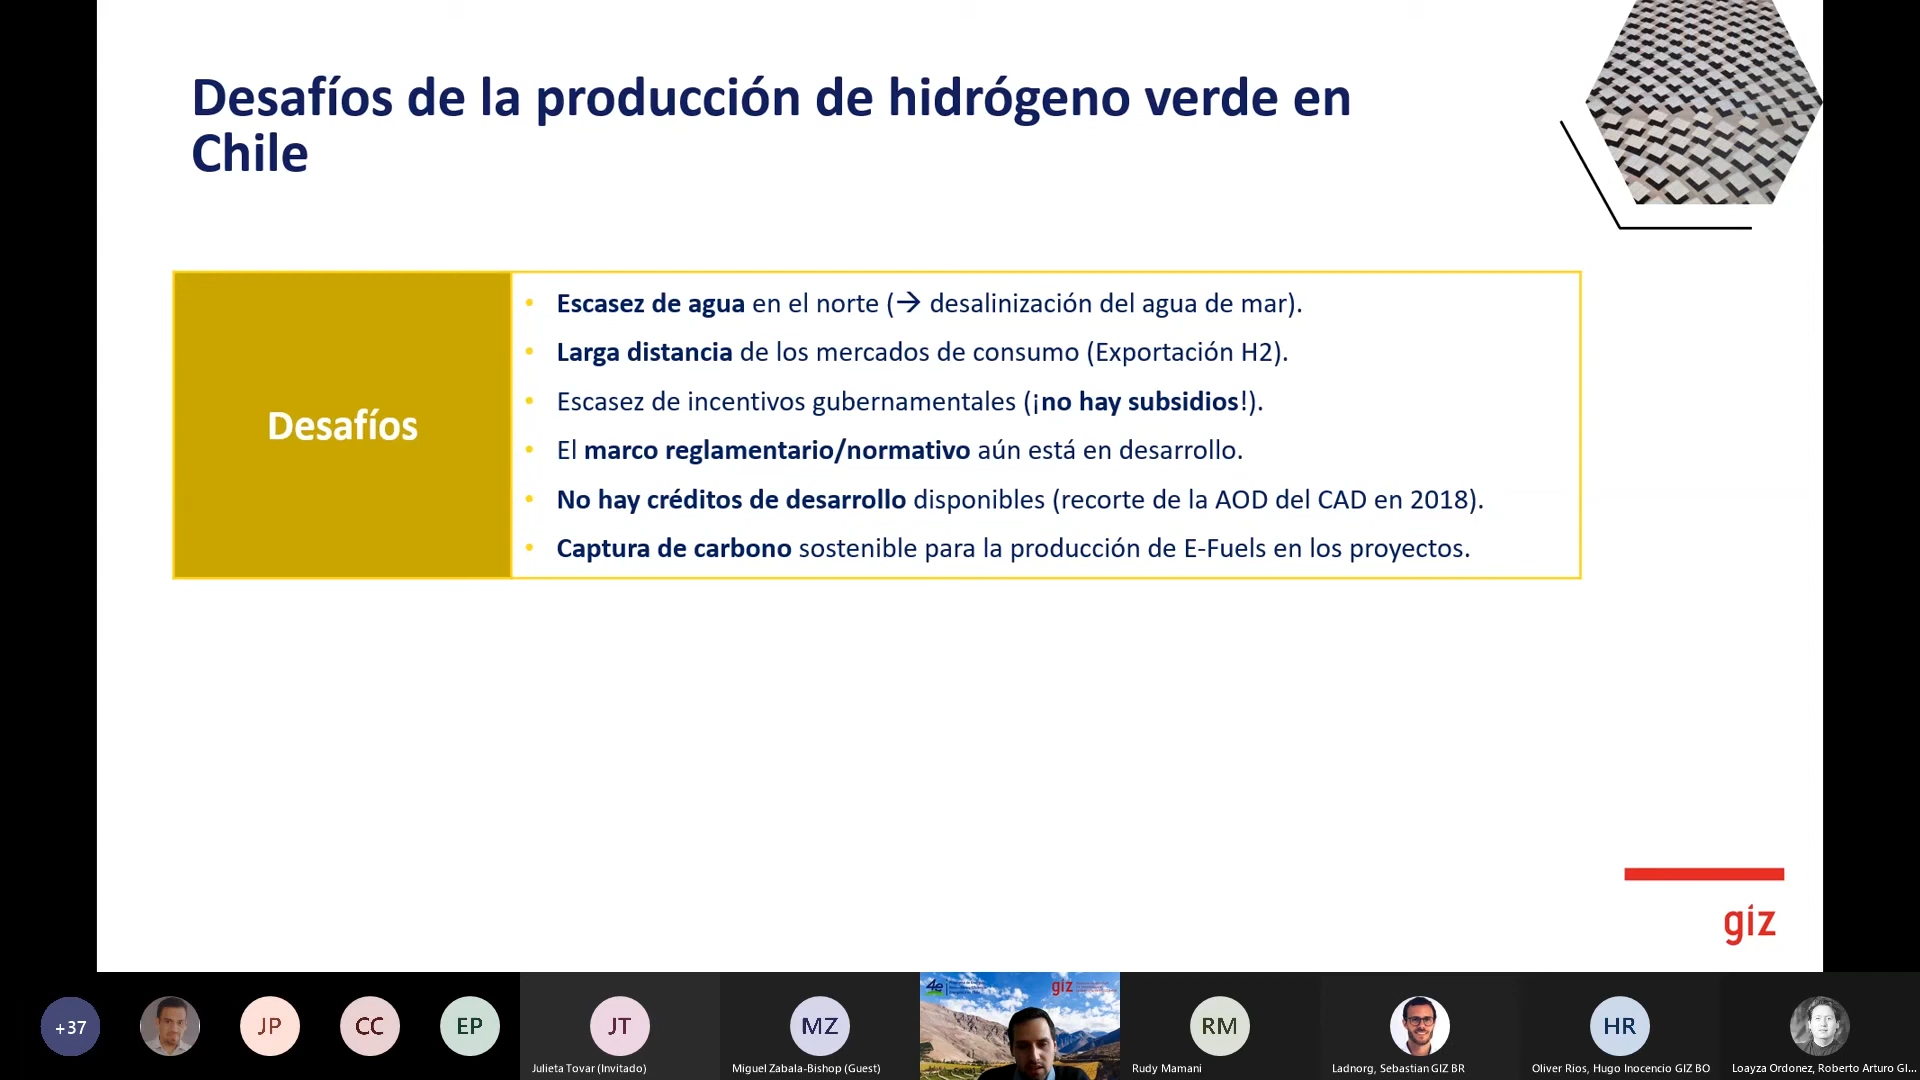 Desafíos de la producción de hidrógeno verde en
Chile
Desafíos
• Escasez de agua en el norte (→ desalinización del agua de mar).
• Larga distancia de los mercados de consumo (Exportación H2).
• Escasez de incentivos gubernamentales (¡no hay subsidios!).
• El marco reglamentario/normativo aún está en desarrollo.
• No hay créditos de desarrollo disponibles (recorte de la AOD del CAD en 2018).
• Captura de carbono sostenible para la producción de E-Fuels en los proyectos.
giz
+37
JP
CC
EP
JT
Julieta Tovar (Invitado)
MZ
Miguel Zabala-Bishop (Guest)
4e
giz
RM
Rudy Mamani
Ladnorg, Sebastian GIZ BR
HR
Oliver Rios, Hugo Inocencio GIZ BO
Loayza Ordonez, Roberto Arturo GI...